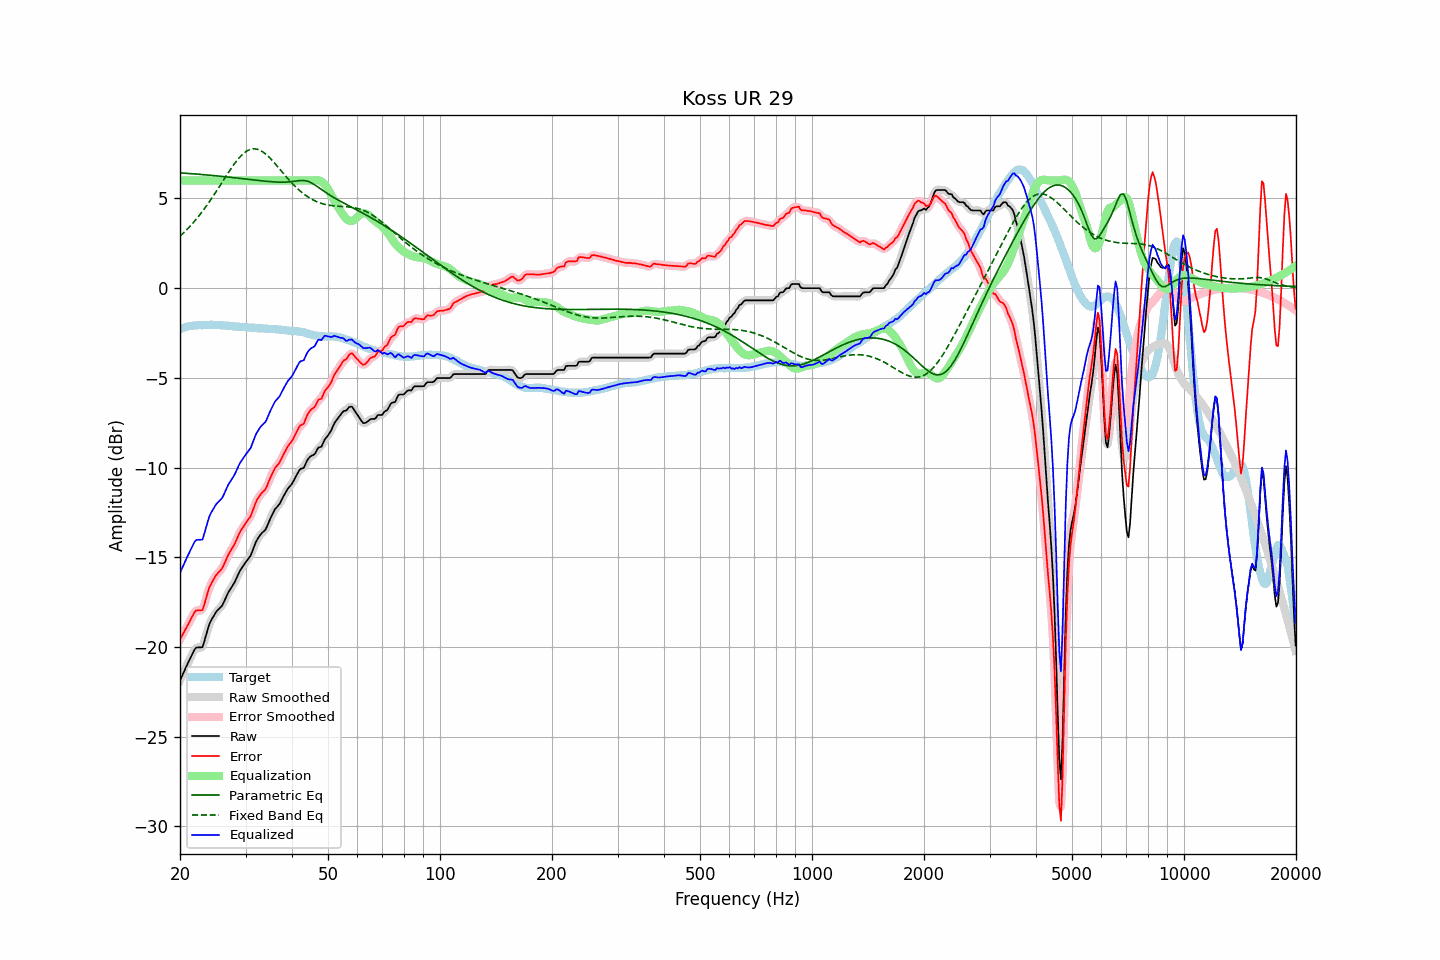 Koss UR 29
Amplitude (dBr)
5
0
−5
−10
−15
−20
−25
−30
Target
Raw Smoothed
Error Smoothed
Raw
Error
Equalization
Parametric Eq
Fixed Band Eq
Equalized
20 50 100 200 500 1000 2000 5000 10000 20000
Frequency (Hz)